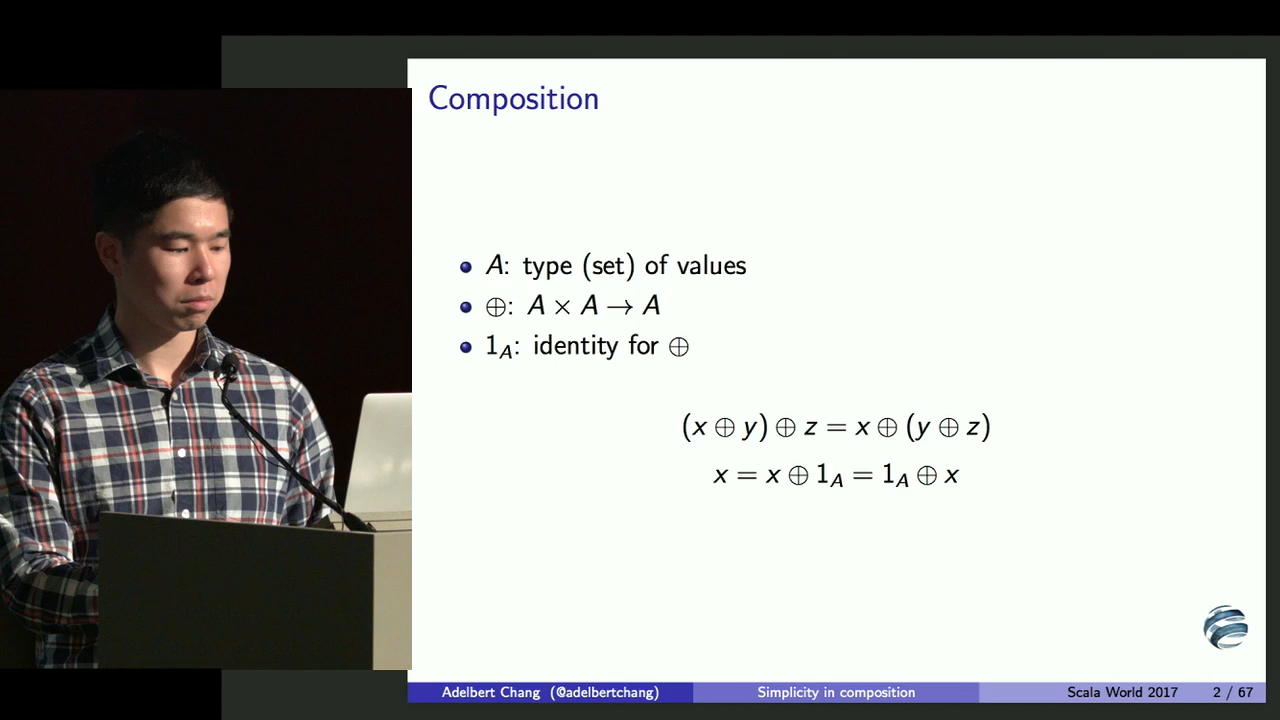 Composition
• A: type (set) of values
• ⊕: A × A → A
• 1_A: identity for ⊕
(x ⊕ y) ⊕ z = x ⊕ (y ⊕ z)
x = x ⊕ 1_A = 1_A ⊕ x
Adelbert Chang (@adelbertchang) Simplicity in composition Scala World 2017 2 / 67